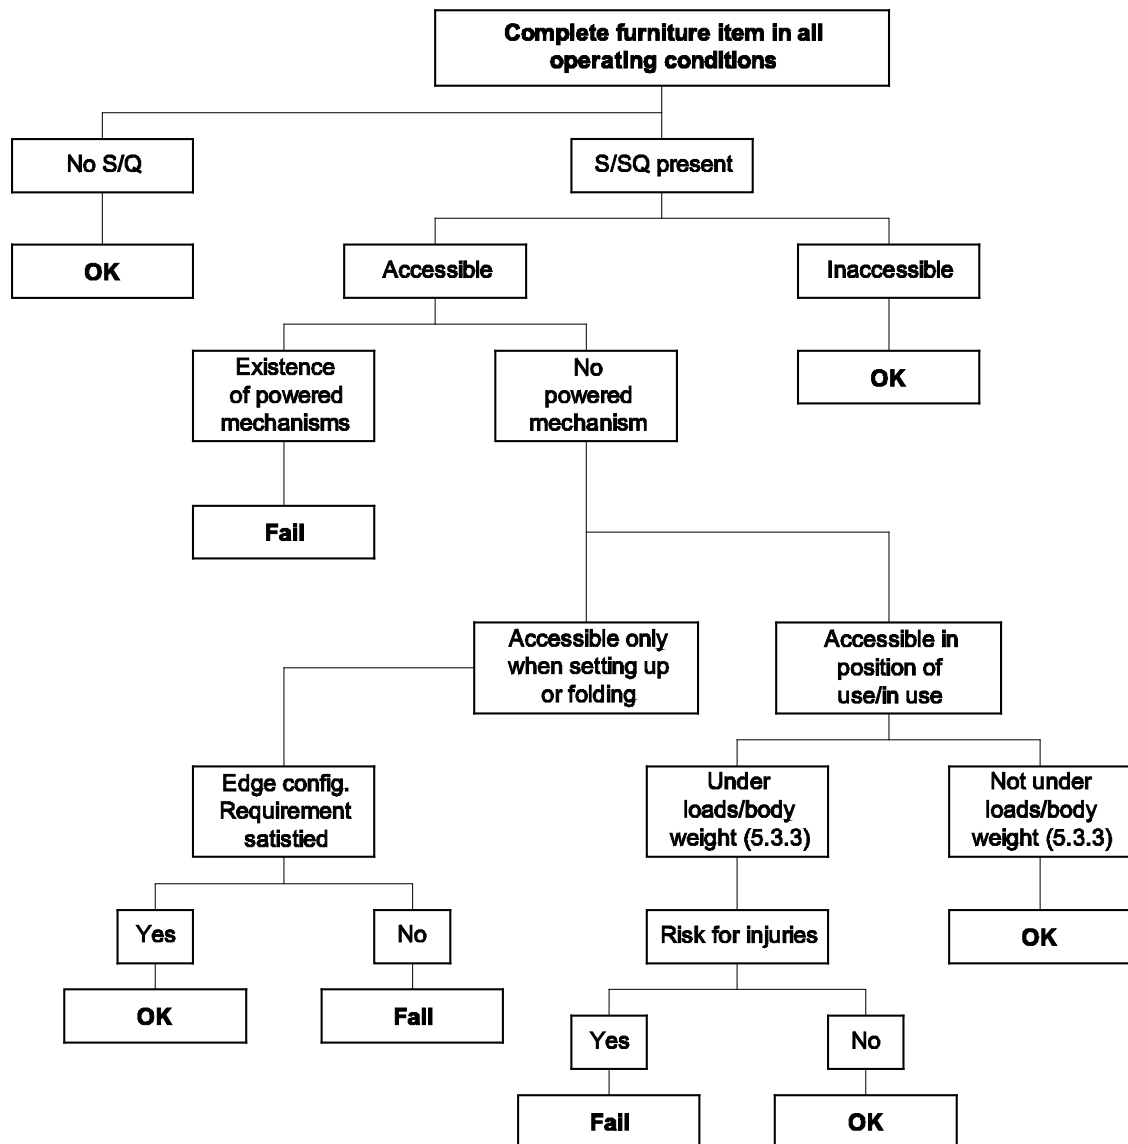 Complete furniture item in all
operating conditions
No S/Q
S/SQ present
OK
Accessible
Inaccessible
Existence
of powered
mechanisms
No
powered
mechanism
OK
Fail
Accessible only
when setting up
or folding
Accessible in
position of
use/in use
Edge config.
Requirement
satistied
Under
loads/body
weight (5.3.3)
Not under
loads/body
weight (5.3.3)
Yes
No
Risk for injuries
OK
OK
Fail
Yes
No
Fail
OK